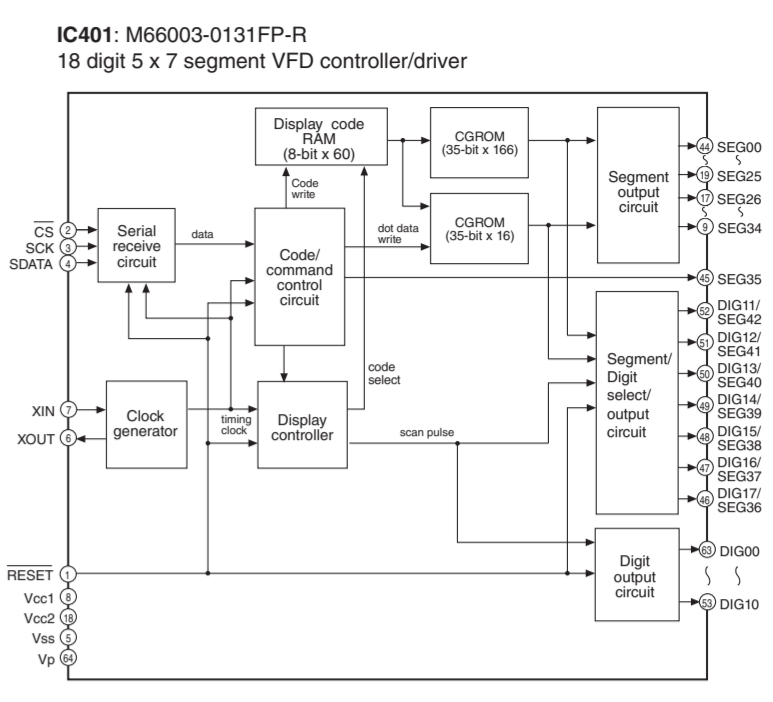 IC401: M66003-0131FP-R
18 digit 5 x 7 segment VFD controller/driver
Display code
RAM
(8-bit x 60)
CGROM
(35-bit x 166)
Segment
output
circuit
44 SEG00
19 SEG25
17 SEG26
9 SEG34
Code
write
CS 2
SCK 3
SDATA 4
Serial
receive
circuit
data
Code/
command
control
circuit
dot data
write
CGROM
(35-bit x 16)
45 SEG35
52 DIG11/
SEG42
51 DIG12/
SEG41
50 DIG13/
SEG40
49 DIG14/
SEG39
48 DIG15/
SEG38
47 DIG16/
SEG37
46 DIG17/
SEG36
Segment/
Digit
select/
output
circuit
code
select
XIN 7
XOUT 6
Clock
generator
timing
clock
Display
controller
scan pulse
RESET 1
Vcc1 8
Vcc2 18
Vss 5
Vp 64
Digit
output
circuit
63 DIG00
53 DIG10